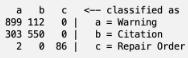 a b c <-- classified as
899 112 0 | a = Warning
303 550 0 | b = Citation
2 0 86 | c = Repair Order